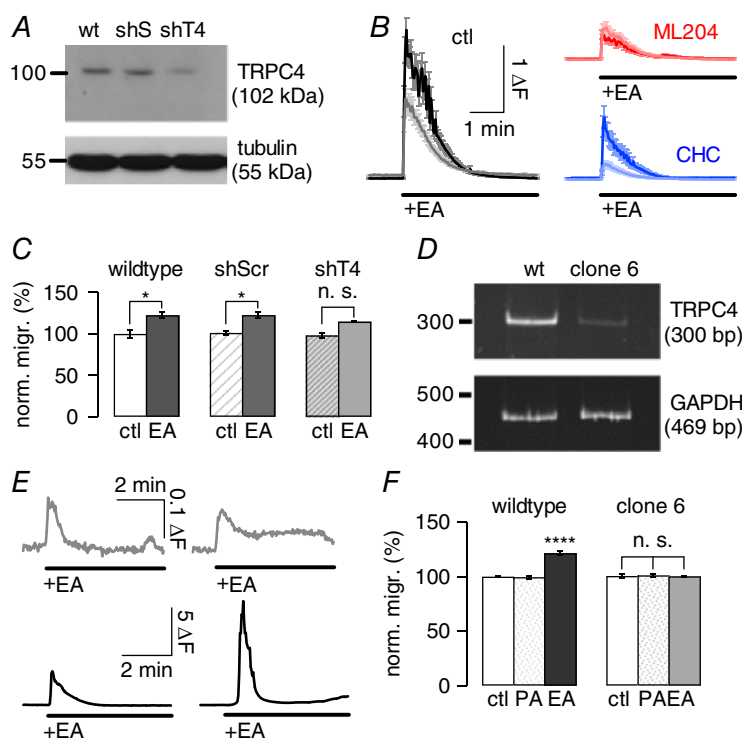 A
wt shS shT4
100
TRPC4
(102 kDa)
55
tubulin
(55 kDa)
B
ctl
1 ΔF
1 min
+EA
ML204
+EA
CHC
+EA
C
wildtype shScr shT4
norm. migr. (%)
150
100
50
0
* * n. s.
ctl EA ctl EA ctl EA
D
wt clone 6
300
TRPC4
(300 bp)
500
400
GAPDH
(469 bp)
E
2 min
0.1 ΔF
+EA
+EA
5 ΔF
2 min
+EA
+EA
F
wildtype clone 6
norm. migr. (%)
150
100
50
0
**** n. s.
ctl PA EA ctl PA EA